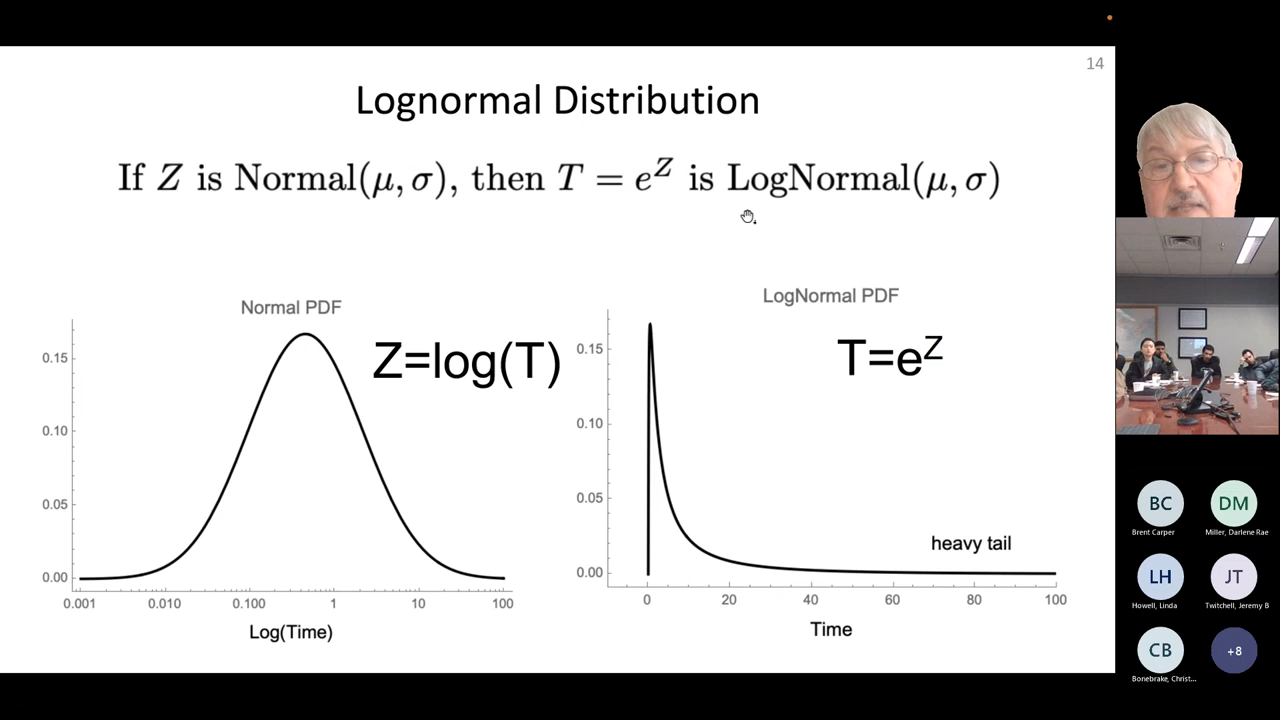 14
Lognormal Distribution
If Z is Normal(μ, σ), then T = e^Z is LogNormal(μ, σ)
Normal PDF
Z=log(T)
0.15
0.10
0.05
0.00
0.001 0.010 0.100 1 10 100
Log(Time)
LogNormal PDF
T=e^Z
0.15
0.10
0.05
0.00
heavy tail
0 20 40 60 80 100
Time
BC
Brent Carper
DM
Miller, Darlene Rae
LH
Howell, Linda
JT
Twitchell, Jeremy B
CB
Bonebrake, Christ...
+8